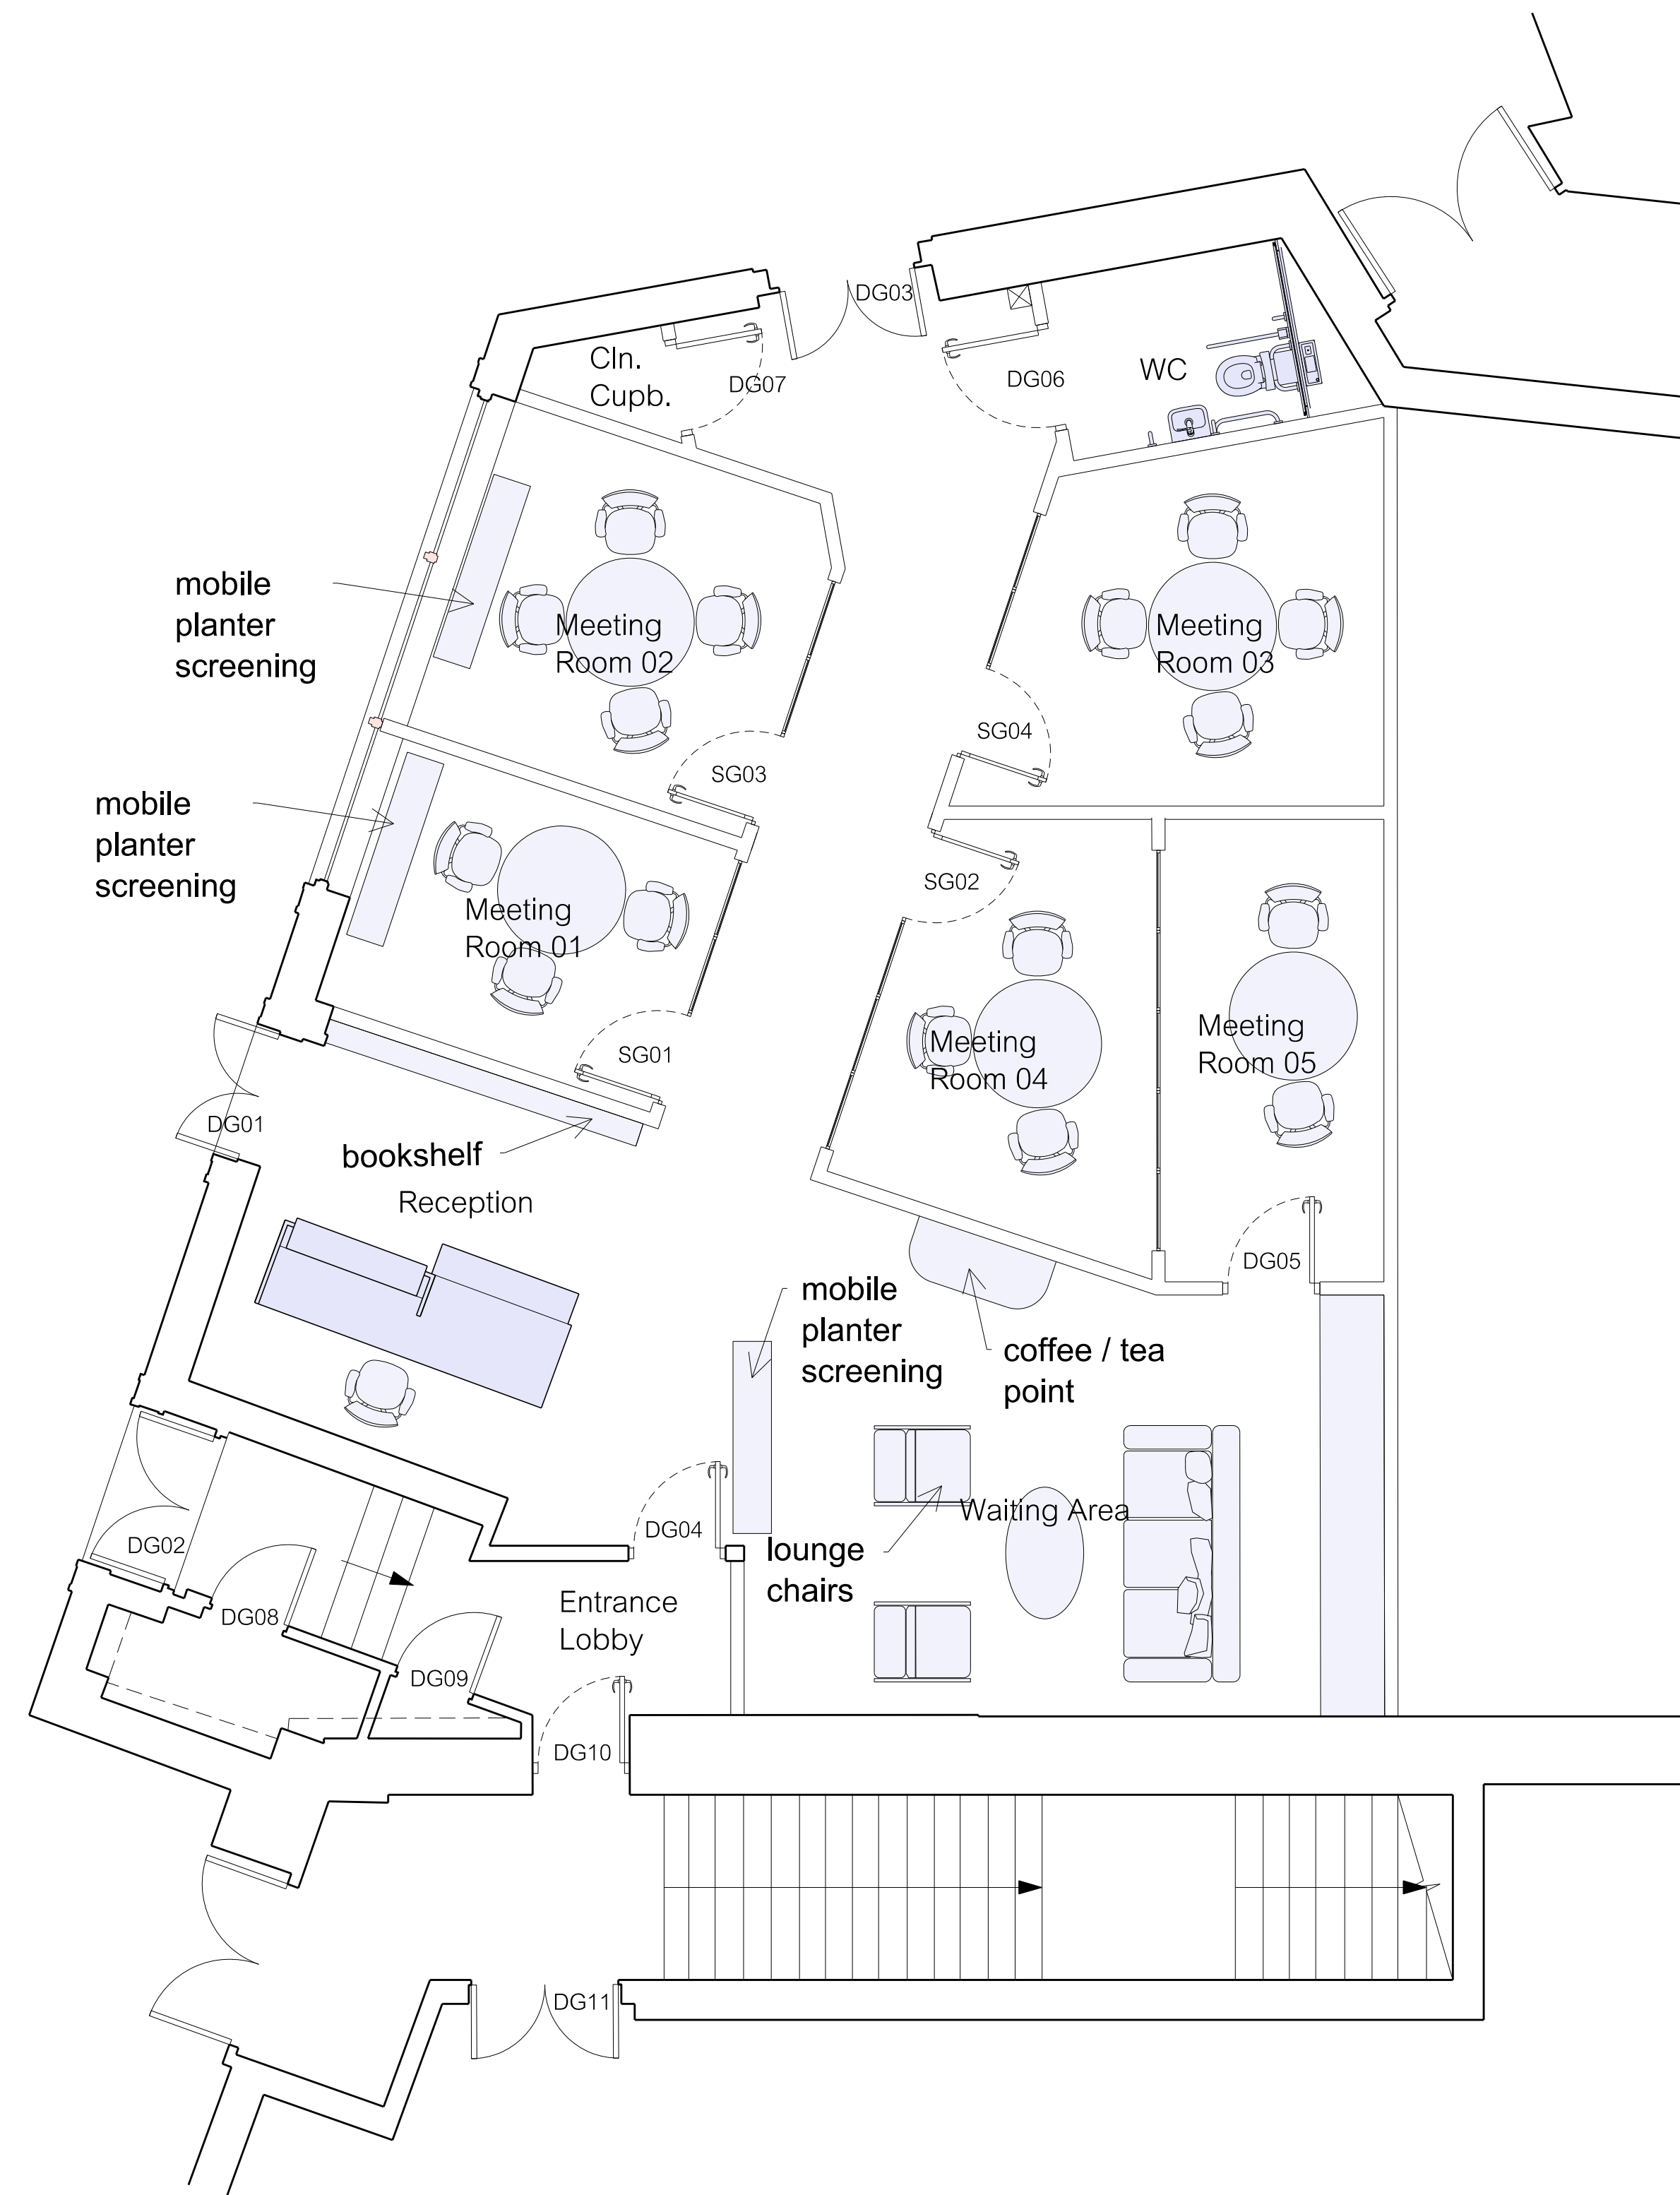 DG03
Cln.
Cupb.
DG07
DG06
WC
mobile
planter
screening
Meeting
Room 02
Meeting
Room 03
SG04
SG03
mobile
planter
screening
SG02
Meeting
Room 01
Meeting
Room 04
Meeting
Room 05
SG01
DG01
bookshelf
Reception
DG05
mobile
planter
screening
coffee / tea
point
Waiting Area
DG04
DG02
lounge
chairs
Entrance
Lobby
DG08
DG09
DG10
DG11